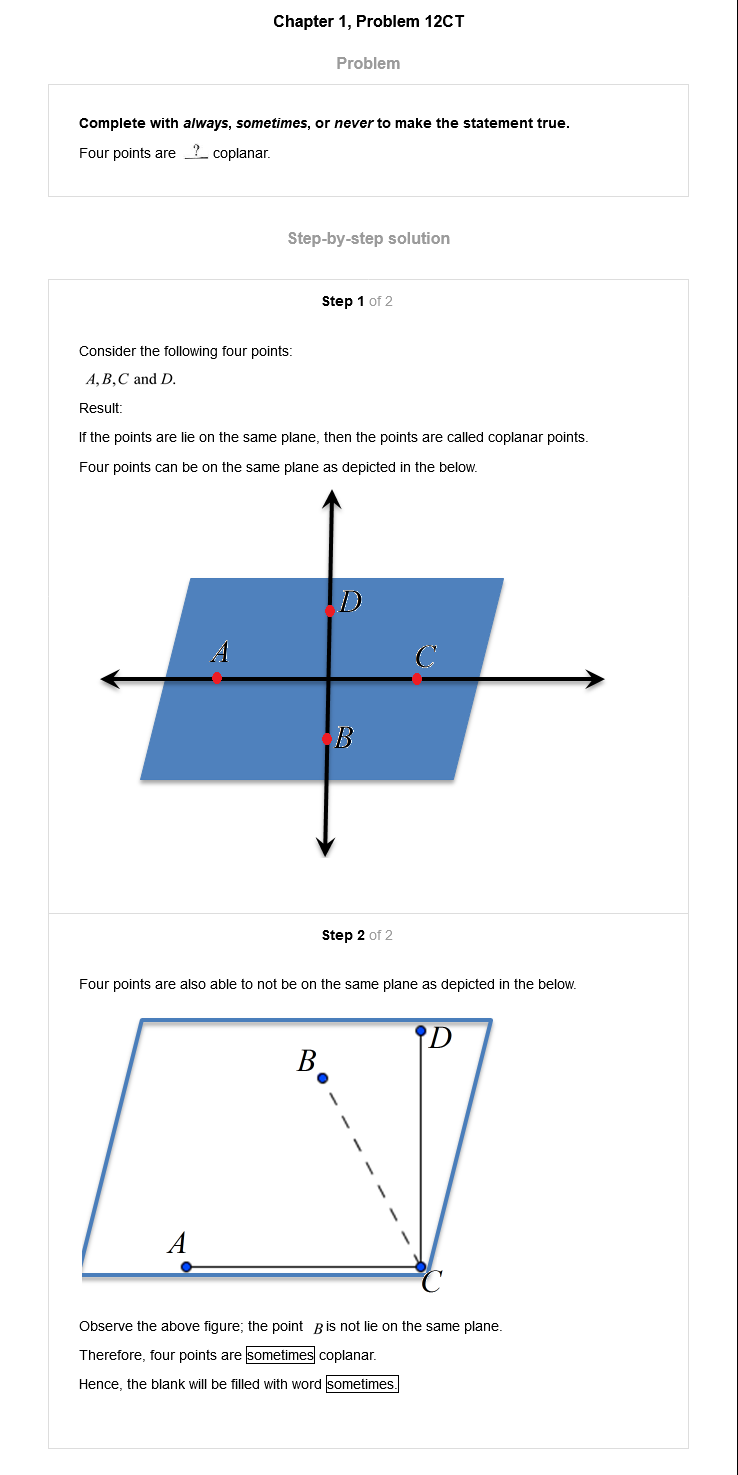 Chapter 1, Problem 12CT
Problem
Complete with always, sometimes, or never to make the statement true.
Four points are ? coplanar.
Step-by-step solution
Step 1 of 2
Consider the following four points:
A, B, C and D.
Result:
If the points are lie on the same plane, then the points are called coplanar points.
Four points can be on the same plane as depicted in the below.
D
A
C
B
Step 2 of 2
Four points are also able to not be on the same plane as depicted in the below.
D
B
A
C
Observe the above figure; the point B is not lie on the same plane.
Therefore, four points are sometimes coplanar.
Hence, the blank will be filled with word sometimes.